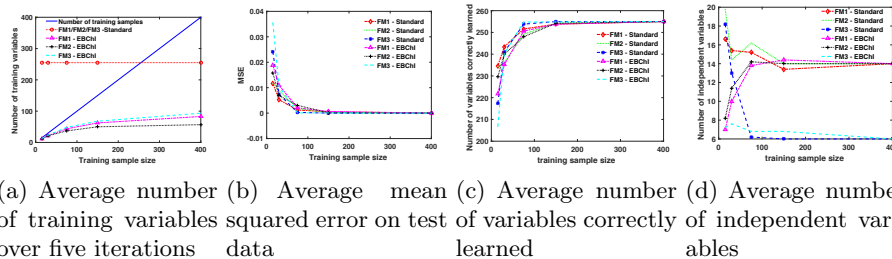 Number of training variables
400
300
200
100
0
0
100
200
300
400
Training sample size
Number of training samples
FM1/FM2/FM3 -Standard
FM1 - EBChl
FM2 - EBChl
FM3 - EBChl
MSE
0.04
0.03
0.02
0.01
0
-0.01
0
100
200
300
400
Training sample size
FM1 - Standard
FM2 - Standard
FM3 - Standard
FM1 - EBChl
FM2 - EBChl
FM3 - EBChl
Number of variables correctly learned
260
250
240
230
220
210
200
0
100
200
300
400
training sample size
FM1 - Standard
FM2 - Standard
FM3 - Standard
FM1 - EBChl
FM2 - EBChl
FM3 - EBChl
Number of independent variables
20
18
16
14
12
10
8
6
0
100
200
300
400
Training sample size
FM1 - Standard
FM2 - Standard
FM3 - Standard
FM1 - EBChl
FM2 - EBChl
FM3 - EBChl
a) Average number
of training variables
over five iterations
(b) Average mean
squared error on test
data
(c) Average number
of variables correctly
learned
(d) Average numbe
of independent vari
ables